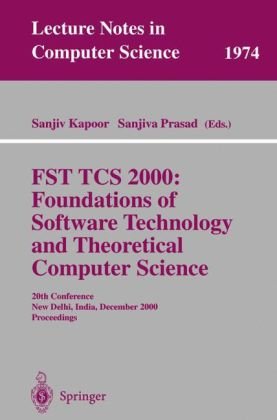 Lecture Notes in
Computer Science 1974
Sanjiv Kapoor Sanjiva Prasad (Eds.)
FST TCS 2000:
Foundations of
Software Technology
and Theoretical
Computer Science
20th Conference
New Delhi, India, December 2000
Proceedings
Springer